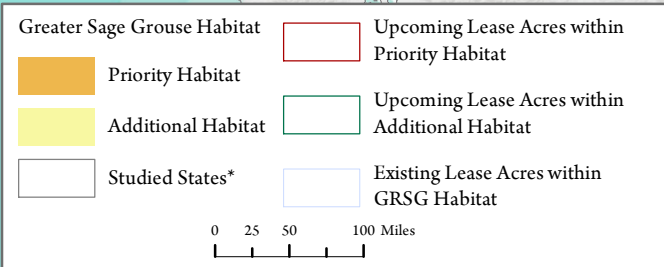 Greater Sage Grouse Habitat
Priority Habitat
Additional Habitat
Studied States*
Upcoming Lease Acres within
Priority Habitat
Upcoming Lease Acres within
Additional Habitat
Existing Lease Acres within
GRSG Habitat
0 25 50 100 Miles